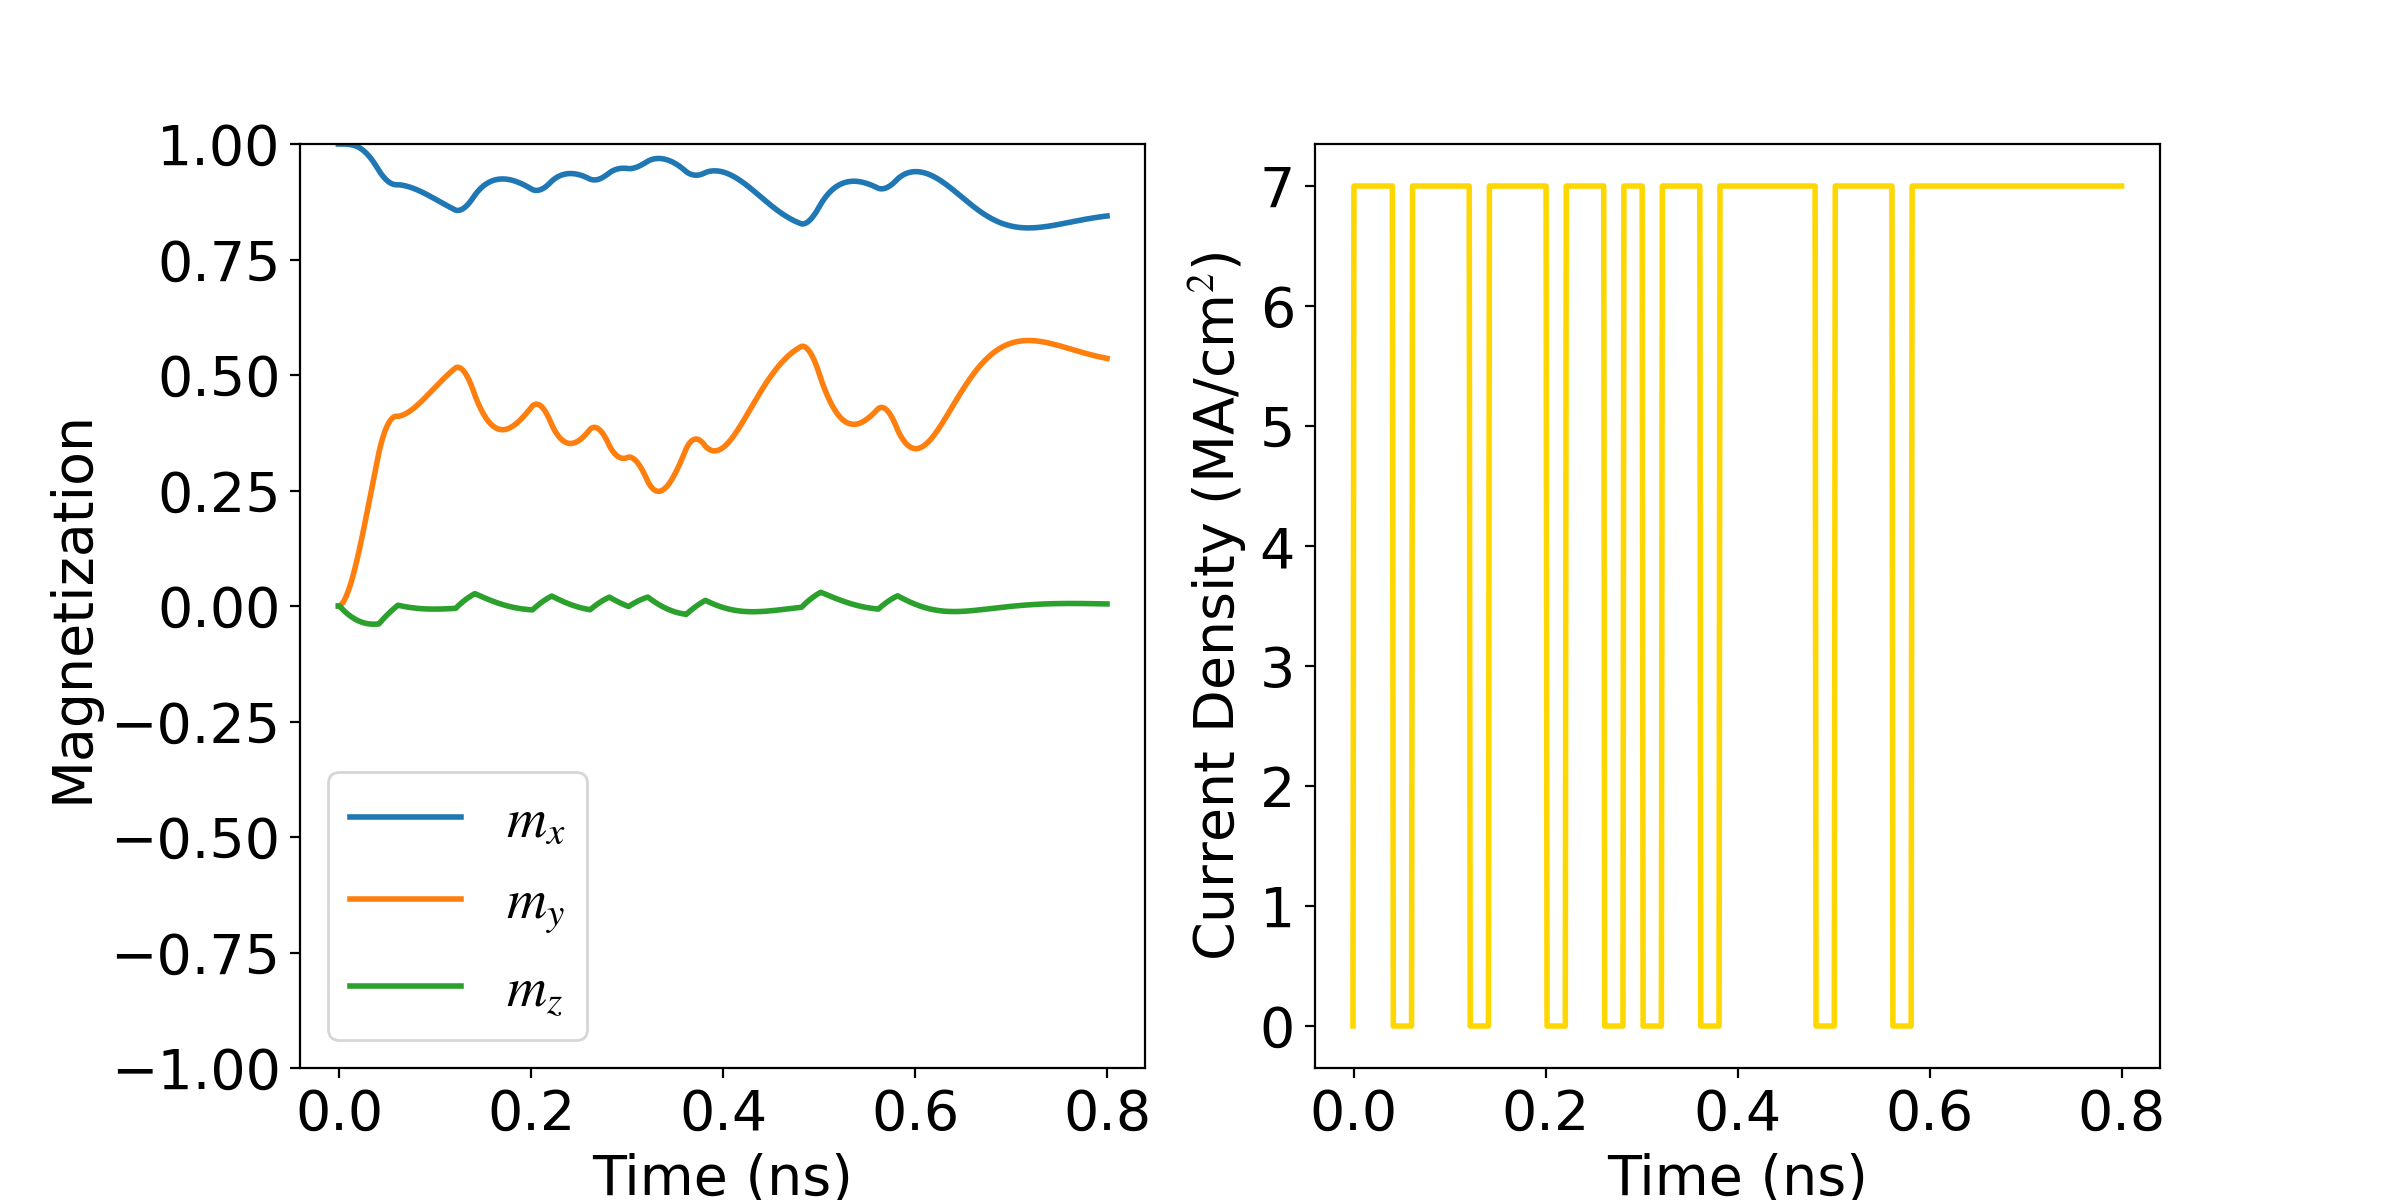 Magnetization
1.00
0.75
0.50
0.25
0.00
−0.25
−0.50
−0.75
−1.00
m_x
m_y
m_z
0.0 0.2 0.4 0.6 0.8
Time (ns)
Current Density (MA/cm²)
7
6
5
4
3
2
1
0
0.0 0.2 0.4 0.6 0.8
Time (ns)